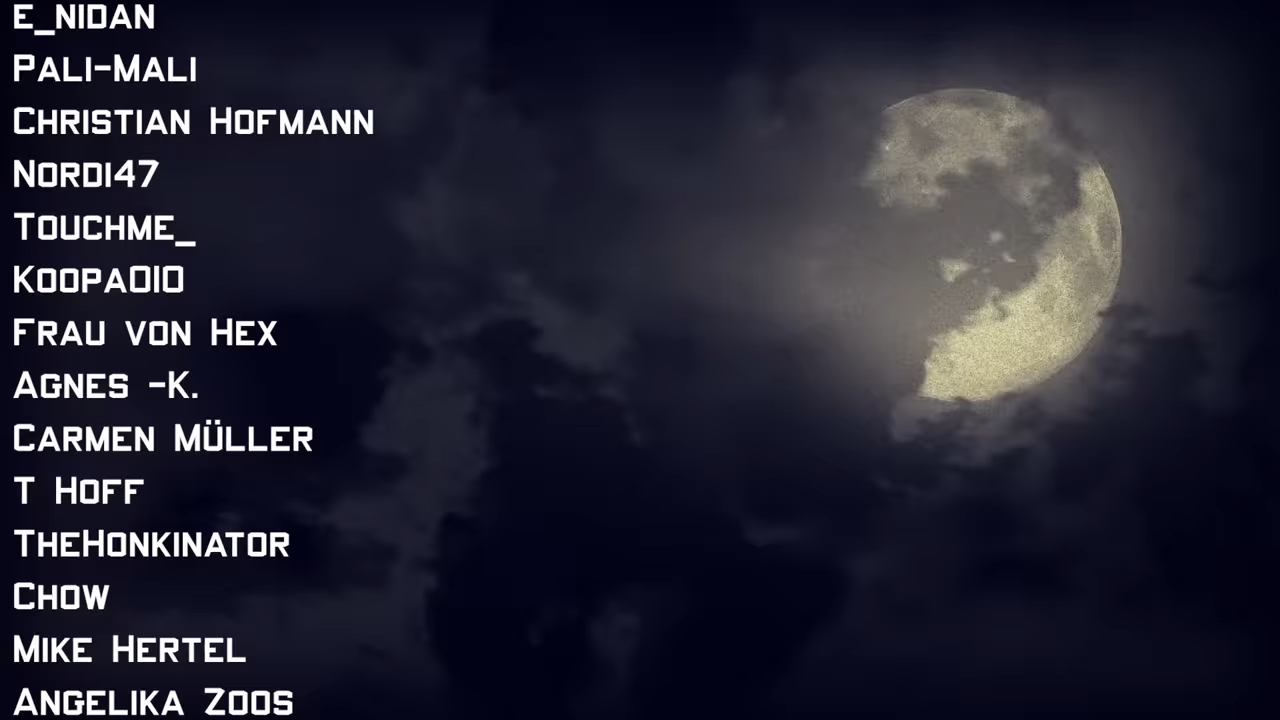 E_NIDAN
PALI-MALI
CHRISTIAN HOFMANN
NORDI47
TOUCHME_
KOOPA010
FRAU VON HEX
AGNES -K.
CARMEN MÜLLER
T HOFF
THEHONKINATOR
CHOW
MIKE HERTEL
ANGELIKA ZOOS